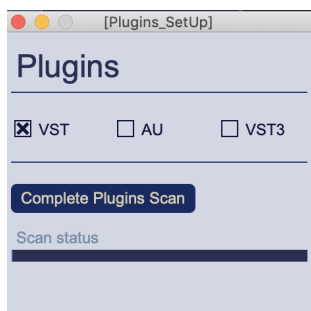 [Plugins_SetUp]
Plugins
VST AU VST3
Complete Plugins Scan
Scan status